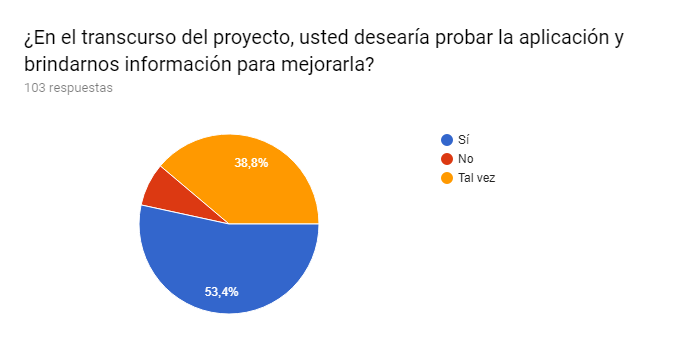 ¿En el transcurso del proyecto, usted desearía probar la aplicación y
brindarnos información para mejorarla?
103 respuestas
38,8%
53,4%
Sí
No
Tal vez